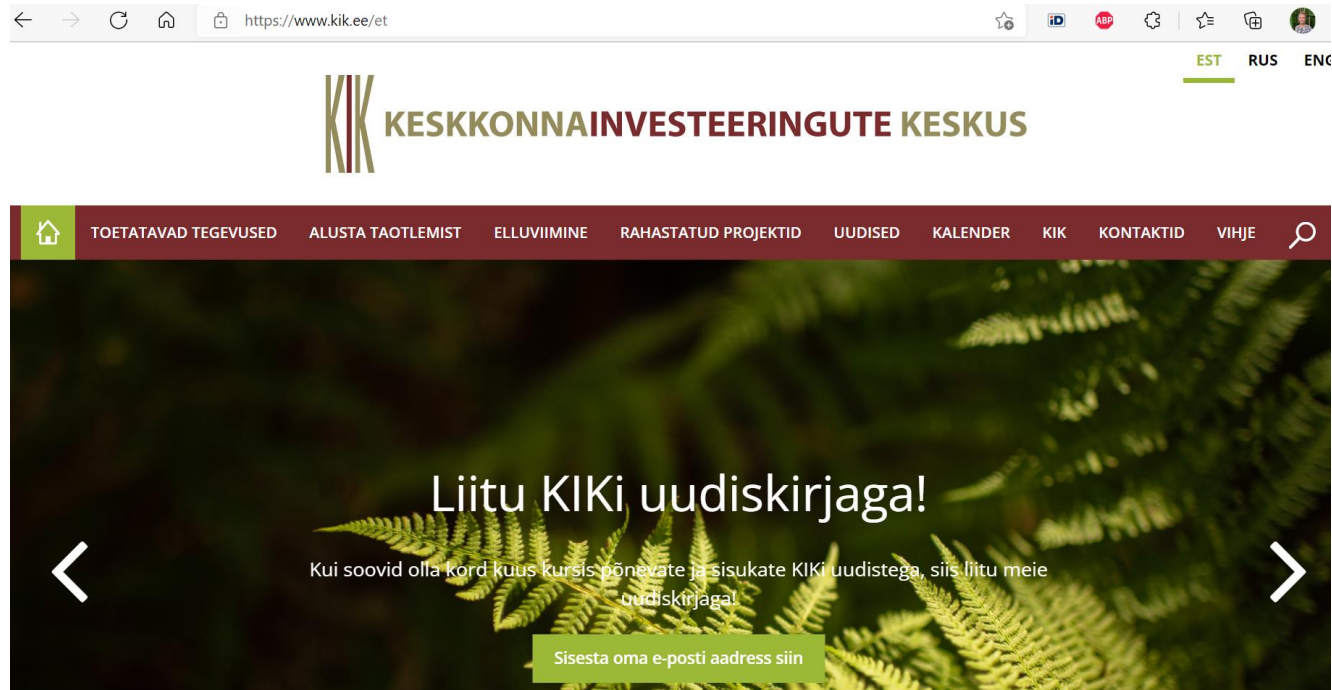 https://www.kik.ee/et
iD ABP
EST RUS ENG
KIK KESKKONNAINVESTEERINGUTE KESKUS
TOETATAVAD TEGEVUSED ALUSTA TAOTLEMIST ELLUVIIMINE RAHASTATUD PROJEKTID UUDISED KALENDER KIK KONTAKTID VIHJE
Liitu KIKi uudiskirjaga!
Kui soovid olla kord kuus kursis põnevate ja sisukate KIKi uudistega, siis liitu meie
uudiskirjaga!
Sisesta oma e-posti aadress siin